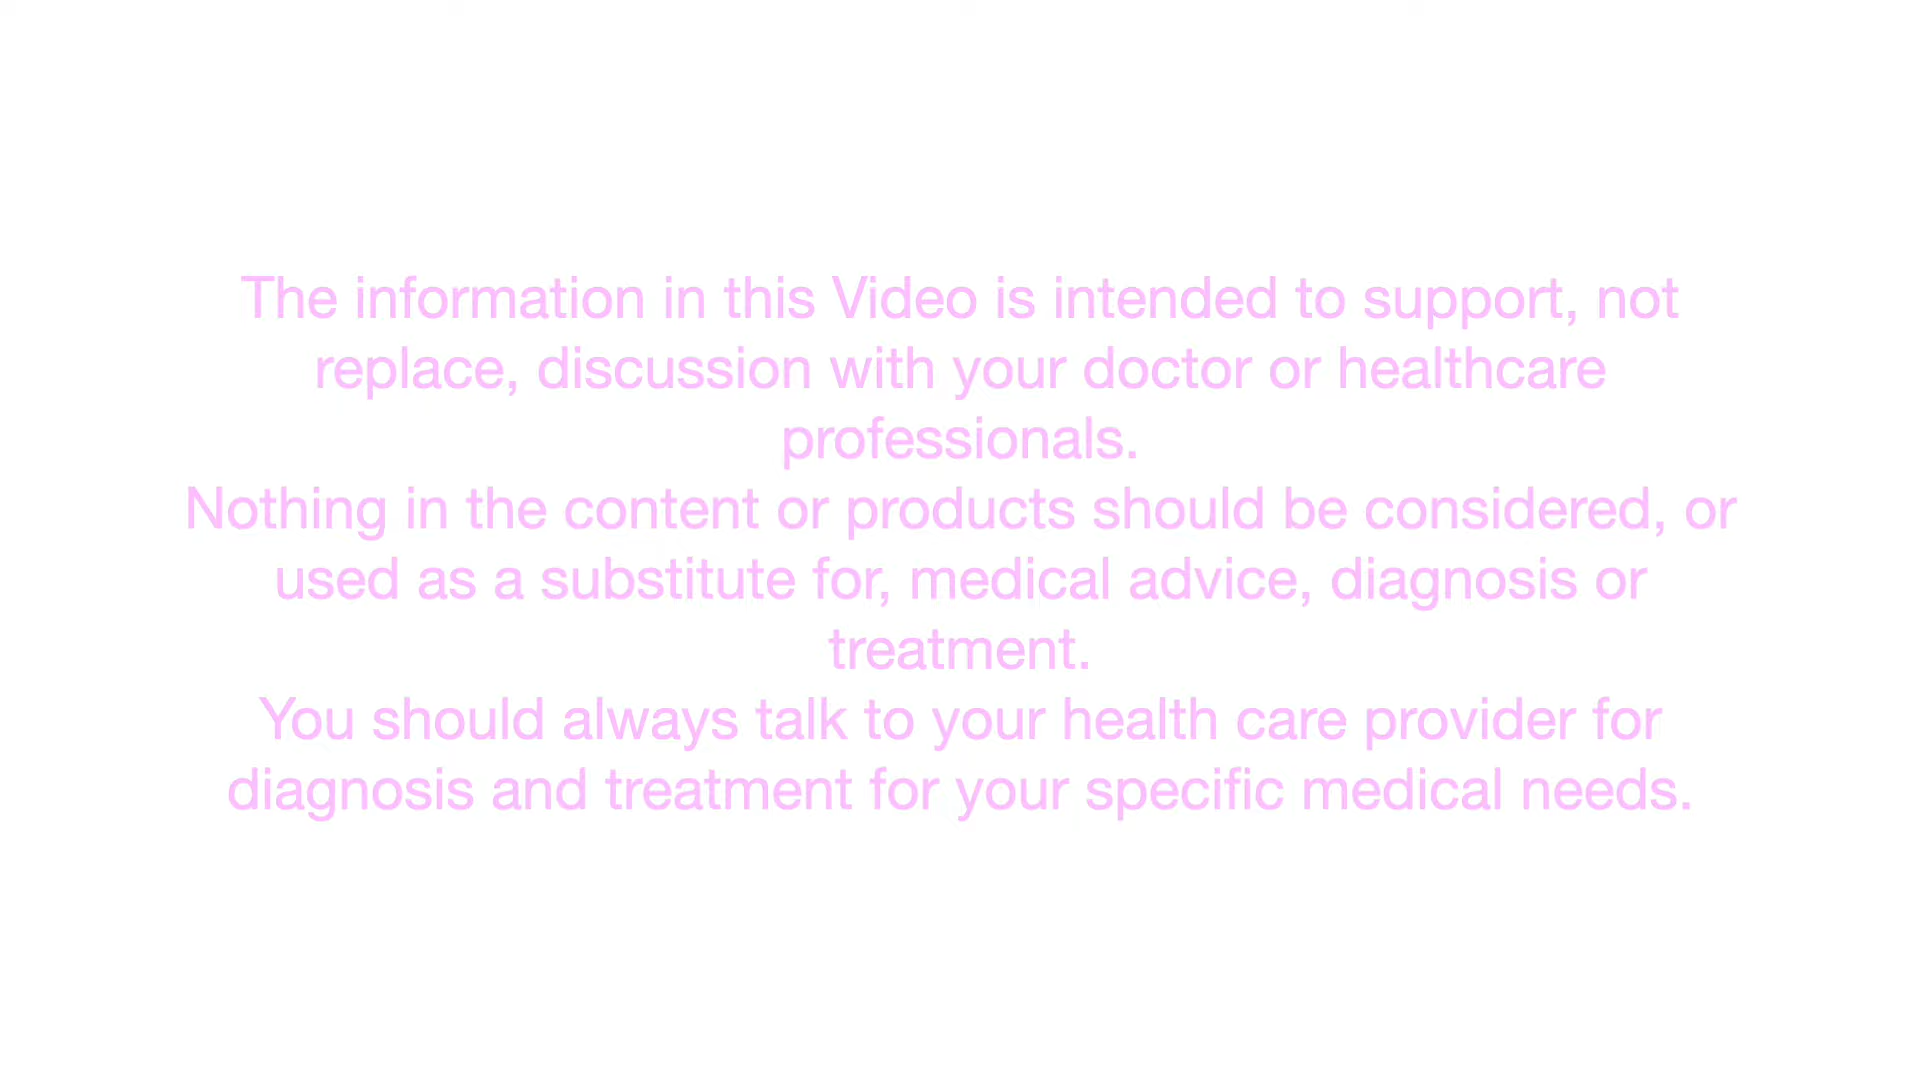 The information in this Video is intended to support, not
replace, discussion with your doctor or healthcare
professionals.
Nothing in the content or products should be considered, or
used as a substitute for, medical advice, diagnosis or
treatment.
You should always talk to your health care provider for
diagnosis and treatment for your specific medical needs.